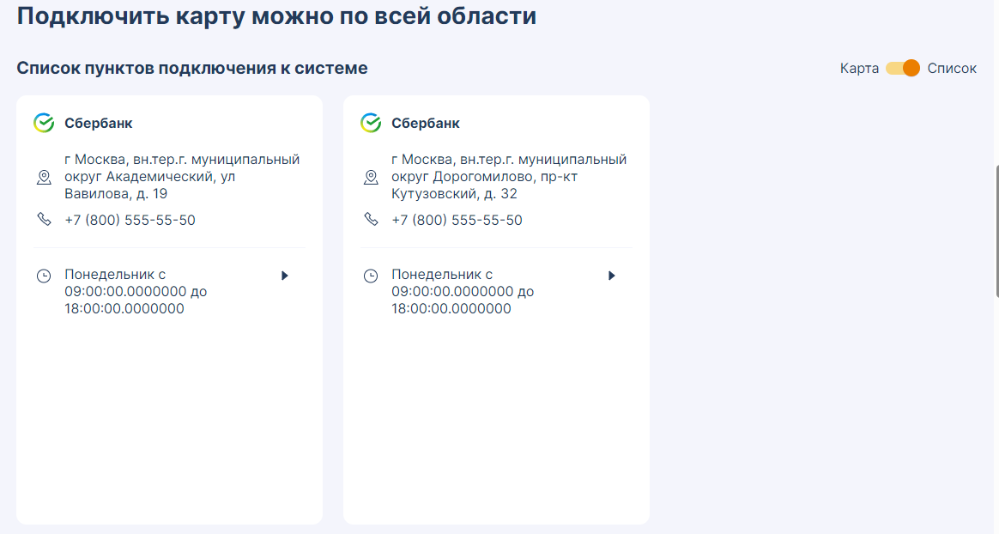 Подключить карту можно по всей области
Список пунктов подключения к системе
Карта Список
Сбербанк
г Москва, вн.тер.г. муниципальный
округ Академический, ул
Вавилова, д. 19
+7 (800) 555-55-50
Понедельник с
09:00:00.0000000 до
18:00:00.0000000
Сбербанк
г Москва, вн.тер.г. муниципальный
округ Дорогомилово, пр-кт
Кутузовский, д. 32
+7 (800) 555-55-50
Понедельник с
09:00:00.0000000 до
18:00:00.0000000